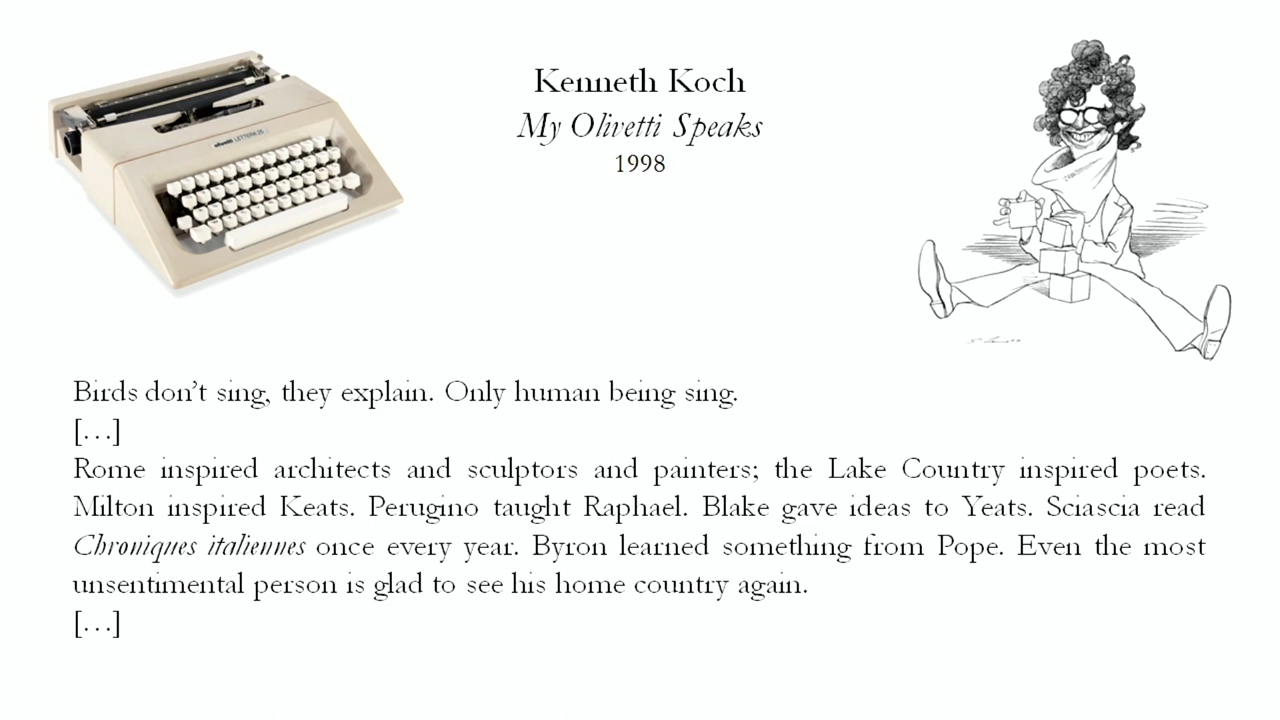 Kenneth Koch
My Olivetti Speaks
1998
olivetti LETTERA 25
Birds don't sing, they explain. Only human being sing.
[…]
Rome inspired architects and sculptors and painters; the Lake Country inspired poets.
Milton inspired Keats. Perugino taught Raphael. Blake gave ideas to Yeats. Sciascia read
Chroniques italiennes once every year. Byron learned something from Pope. Even the most
unsentimental person is glad to see his home country again.
[…]